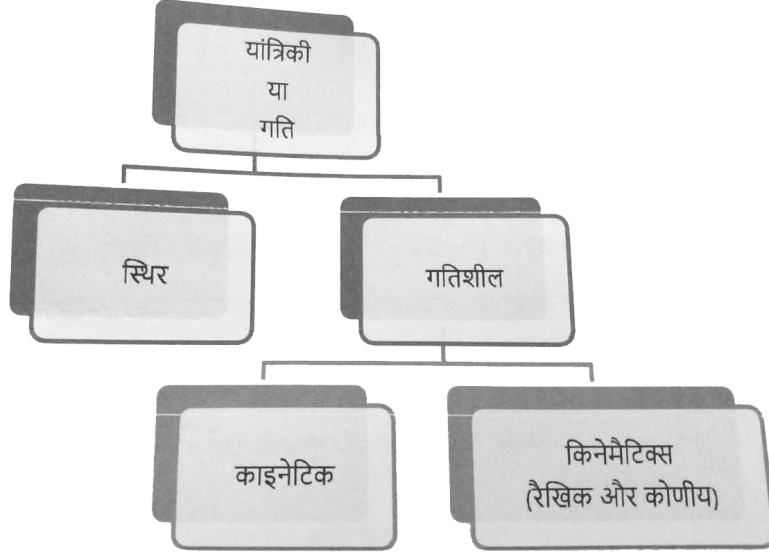 यांत्रिकी
या
गति
स्थिर
गतिशील
काइनेटिक
किनेमैटिक्स
(रैखिक और कोणीय)